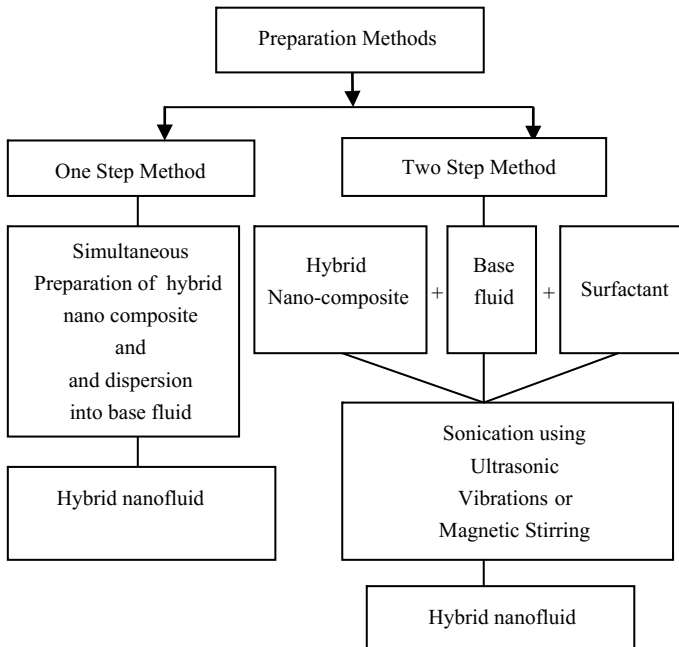 Preparation Methods
One Step Method
Two Step Method
Simultaneous
Preparation of hybrid
nano composite
and
and dispersion
into base fluid
Hybrid nanofluid
Hybrid
Nano-composite
+
Base
fluid
+
Surfactant
Sonication using
Ultrasonic
Vibrations or
Magnetic Stirring
Hybrid nanofluid